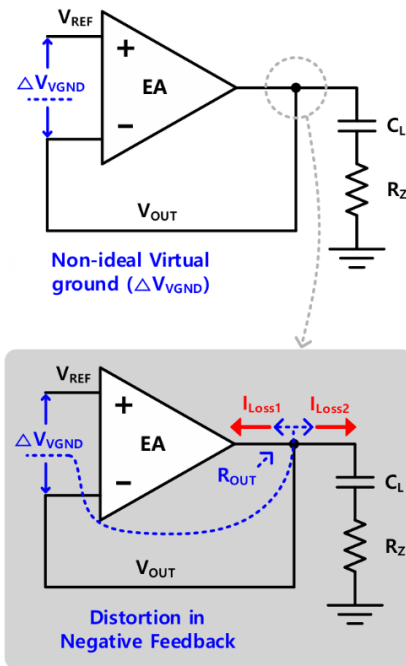 V_REF
+
△V_VGND
EA
−
C_L
R_Z
V_OUT
Non-ideal Virtual
ground (△V_VGND)
V_REF
I_Loss1 I_Loss2
+
△V_VGND
EA
R_OUT
−
C_L
R_Z
V_OUT
Distortion in
Negative Feedback